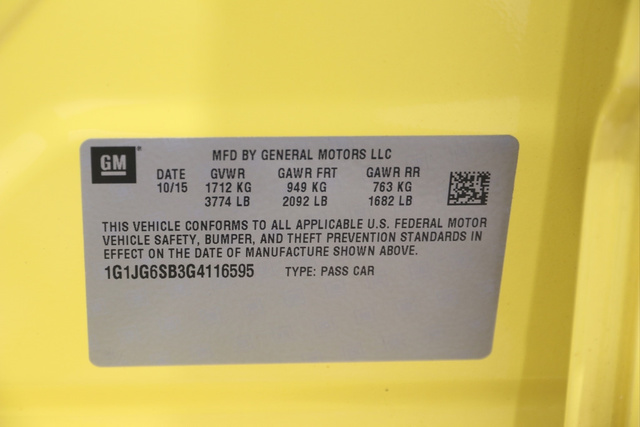 GM
MFD BY GENERAL MOTORS LLC
DATE GVWR GAWR FRT GAWR RR
10/15 1712 KG 949 KG 763 KG
3774 LB 2092 LB 1682 LB
THIS VEHICLE CONFORMS TO ALL APPLICABLE U.S. FEDERAL MOTOR
VEHICLE SAFETY, BUMPER, AND THEFT PREVENTION STANDARDS IN
EFFECT ON THE DATE OF MANUFACTURE SHOWN ABOVE.
1G1JG6SB3G4116595 TYPE: PASS CAR